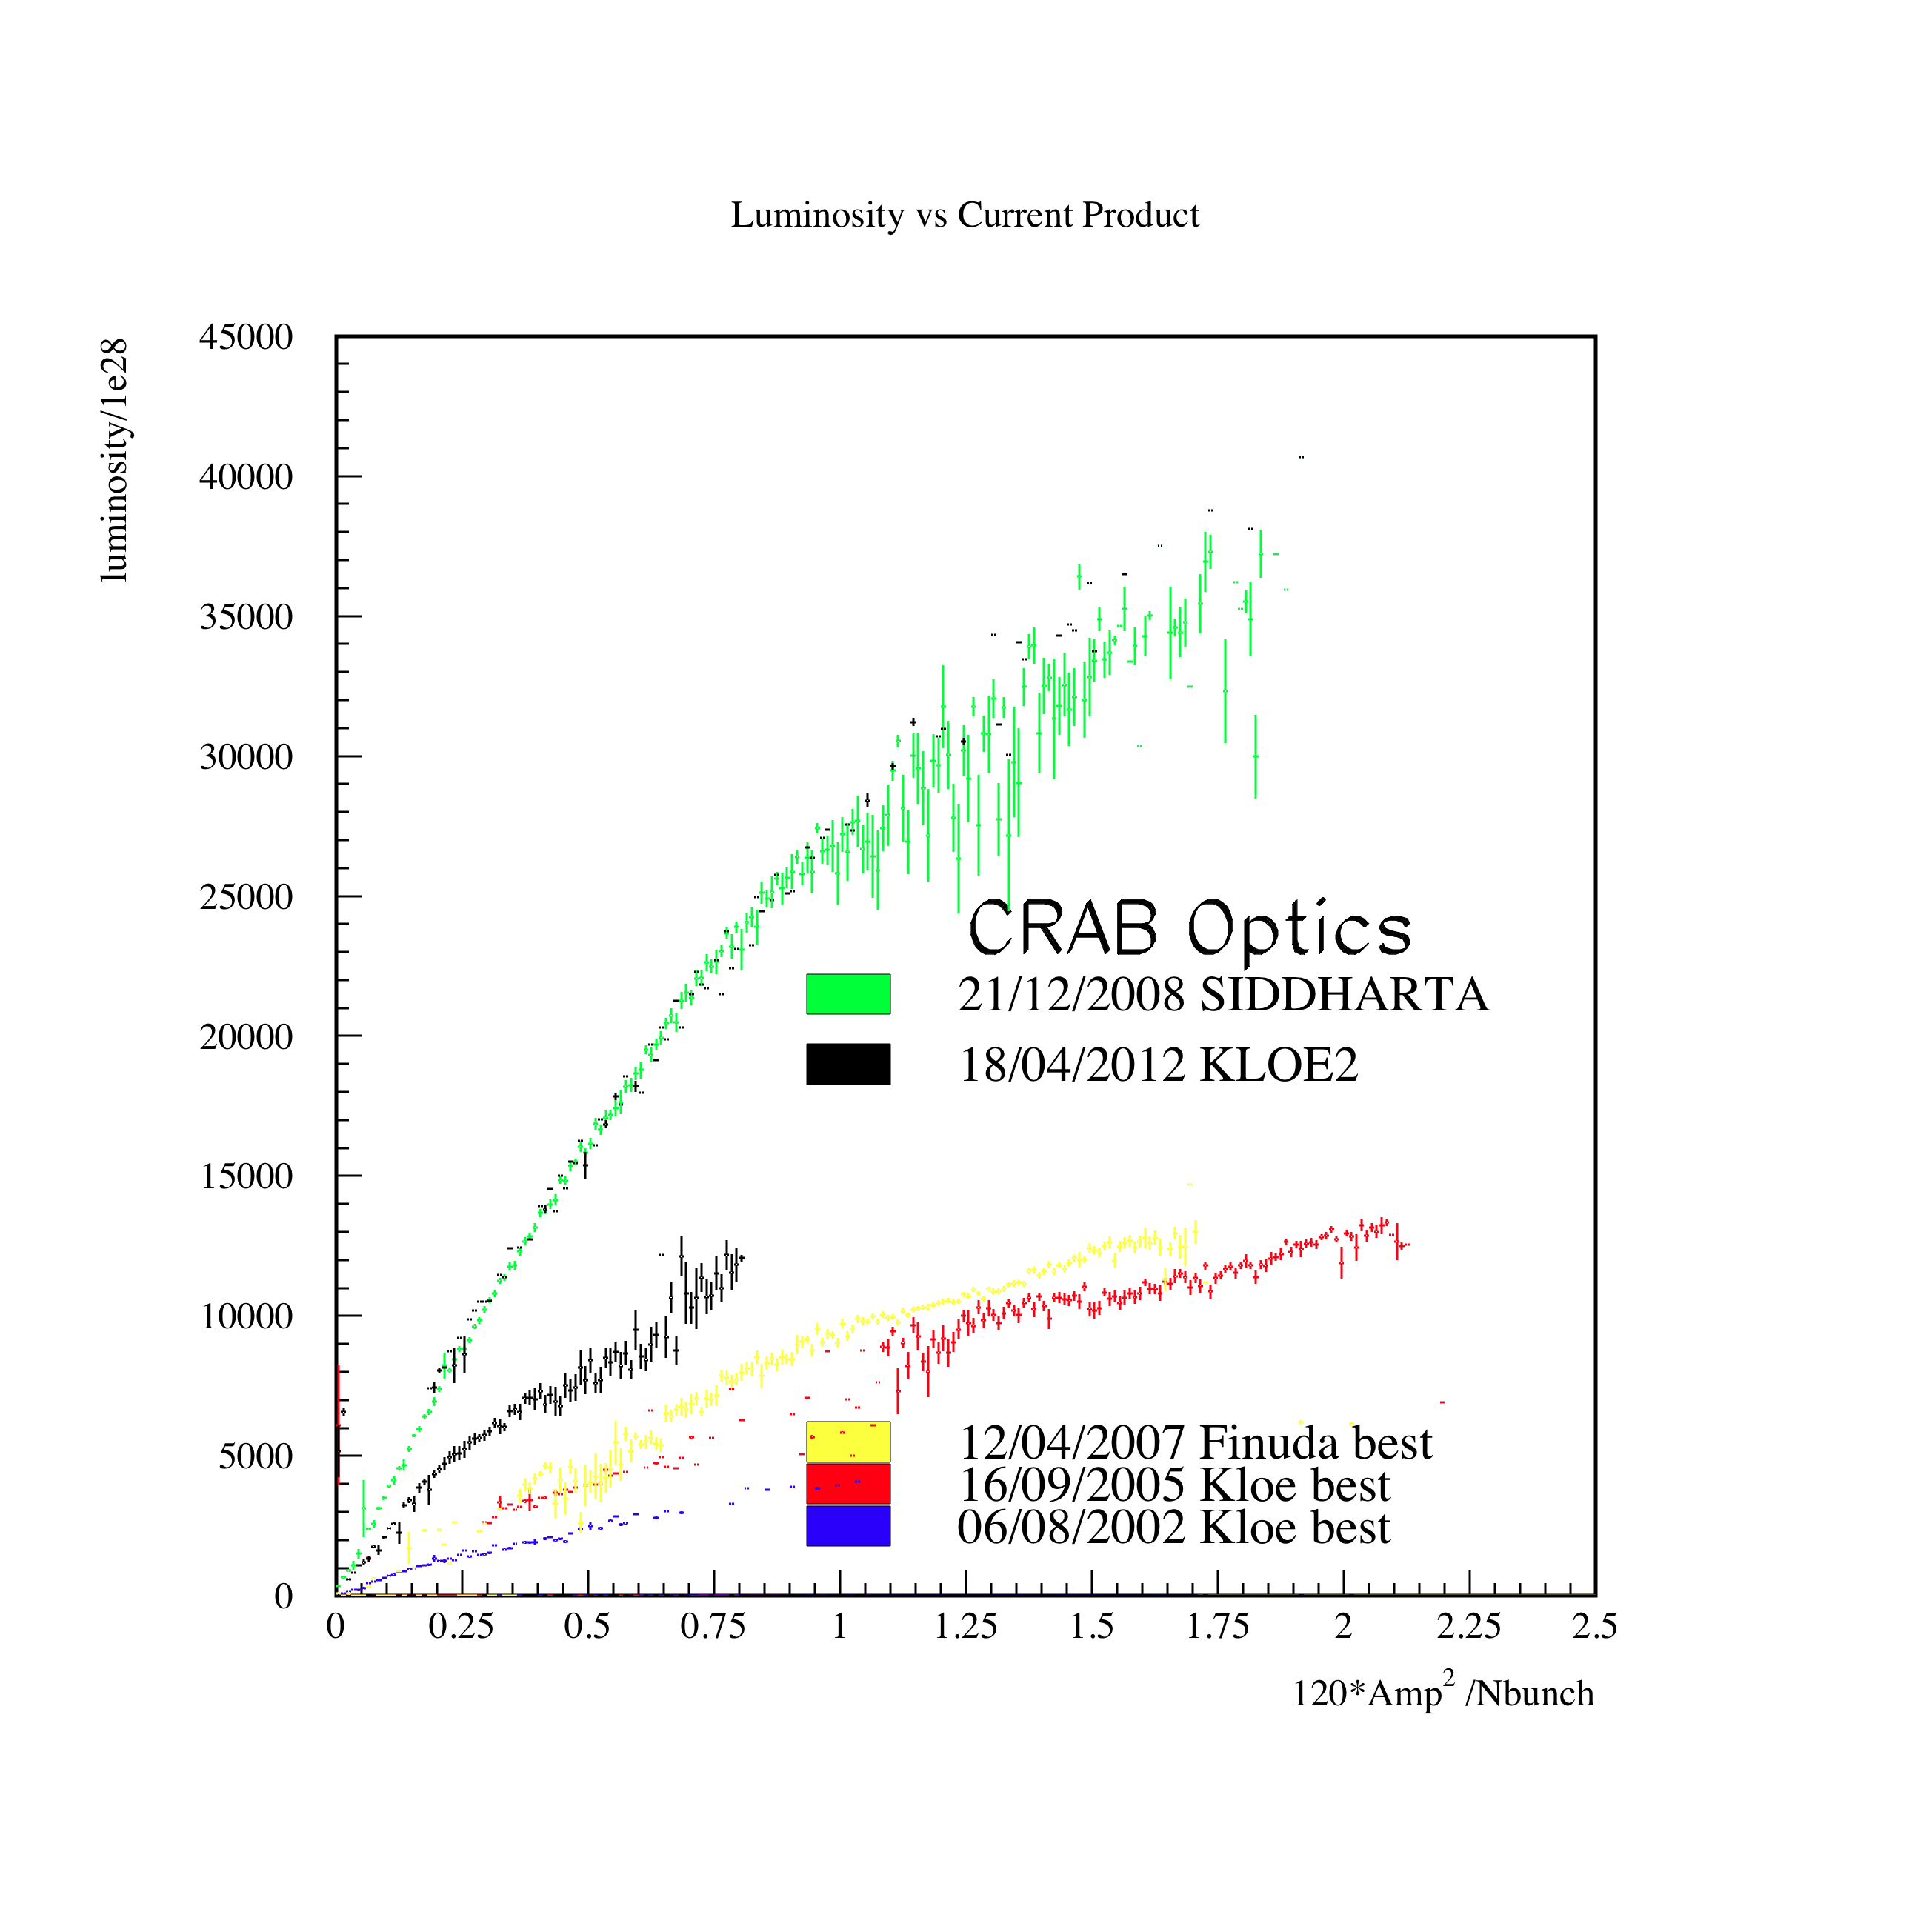 Luminosity vs Current Product
luminosity/1e28
45000
40000
35000
30000
25000
20000
15000
10000
5000
0
CRAB Optics
21/12/2008 SIDDHARTA
18/04/2012 KLOE2
12/04/2007 Finuda best
16/09/2005 Kloe best
06/08/2002 Kloe best
0 0.25 0.5 0.75 1 1.25 1.5 1.75 2 2.25 2.5
120*Amp² /Nbunch